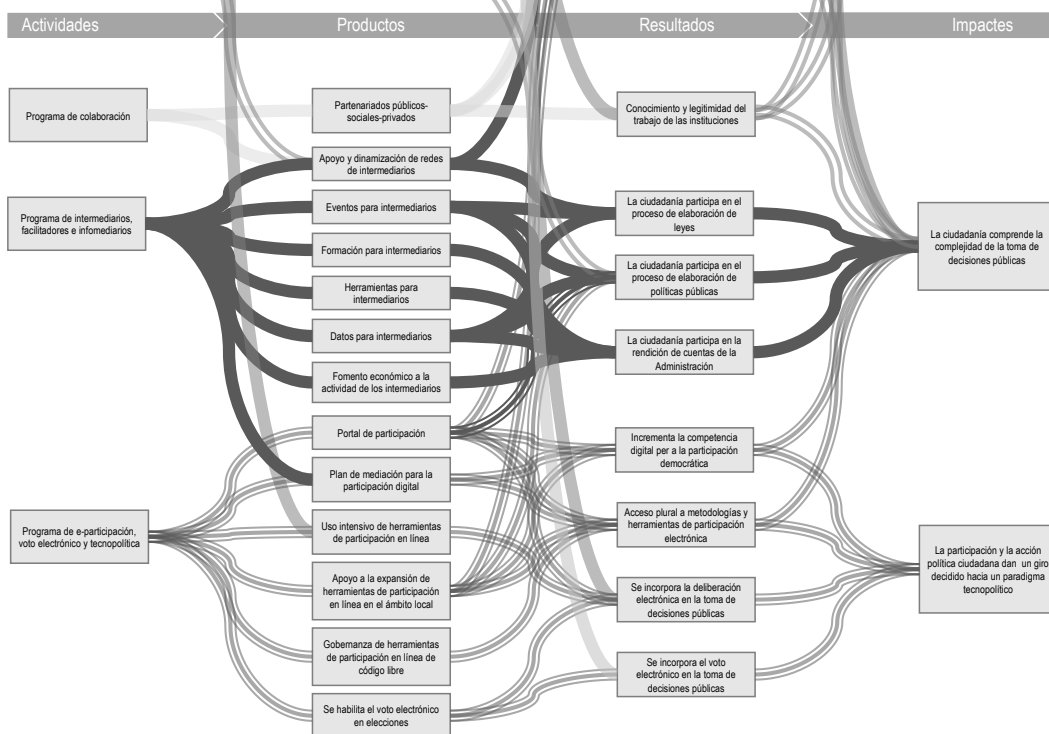 Actividades
Productos
Resultados
Impactes
Programa de colaboración
Programa de intermediarios,
facilitadores e infomediarios
Programa de e-participación,
voto electrónico y tecnopolítica
Partenariados públicos-
sociales-privados
Apoyo y dinamización de redes
de intermediarios
Eventos para intermediarios
Formación para intermediarios
Herramientas para
intermediarios
Datos para intermediarios
Fomento económico a la
actividad de los intermediarios
Portal de participación
Plan de mediación para la
participación digital
Uso intensivo de herramientas
de participación en línea
Apoyo a la expansión de
herramientas de participación
en línea en el ámbito local
Gobernanza de herramientas
de participación en línea de
código libre
Se habilita el voto electrónico
en elecciones
Conocimiento y legitimidad del
trabajo de las instituciones
La ciudadanía participa en el
proceso de elaboración de
leyes
La ciudadanía participa en el
proceso de elaboración de
políticas públicas
La ciudadanía participa en la
rendición de cuentas de la
Administración
Incrementa la competencia
digital per a la participación
democrática
Acceso plural a metodologías y
herramientas de participación
electrónica
Se incorpora la deliberación
electrónica en la toma de
decisiones públicas
Se incorpora el voto
electrónico en la toma de
decisiones públicas
La ciudadanía comprende la
complejidad de la toma de
decisiones públicas
La participación y la acción
política ciudadana dan un giro
decidido hacia un paradigma
tecnopolítico